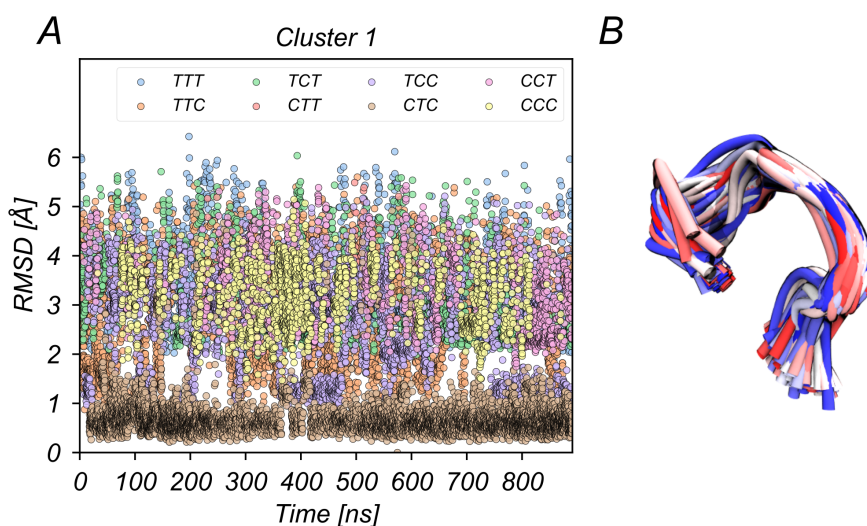 A
Cluster 1
B
TTT TCT TCC CCT
TTC CTT CTC CCC
RMSD [Å]
6
5
4
3
2
1
0
0 100 200 300 400 500 600 700 800
Time [ns]